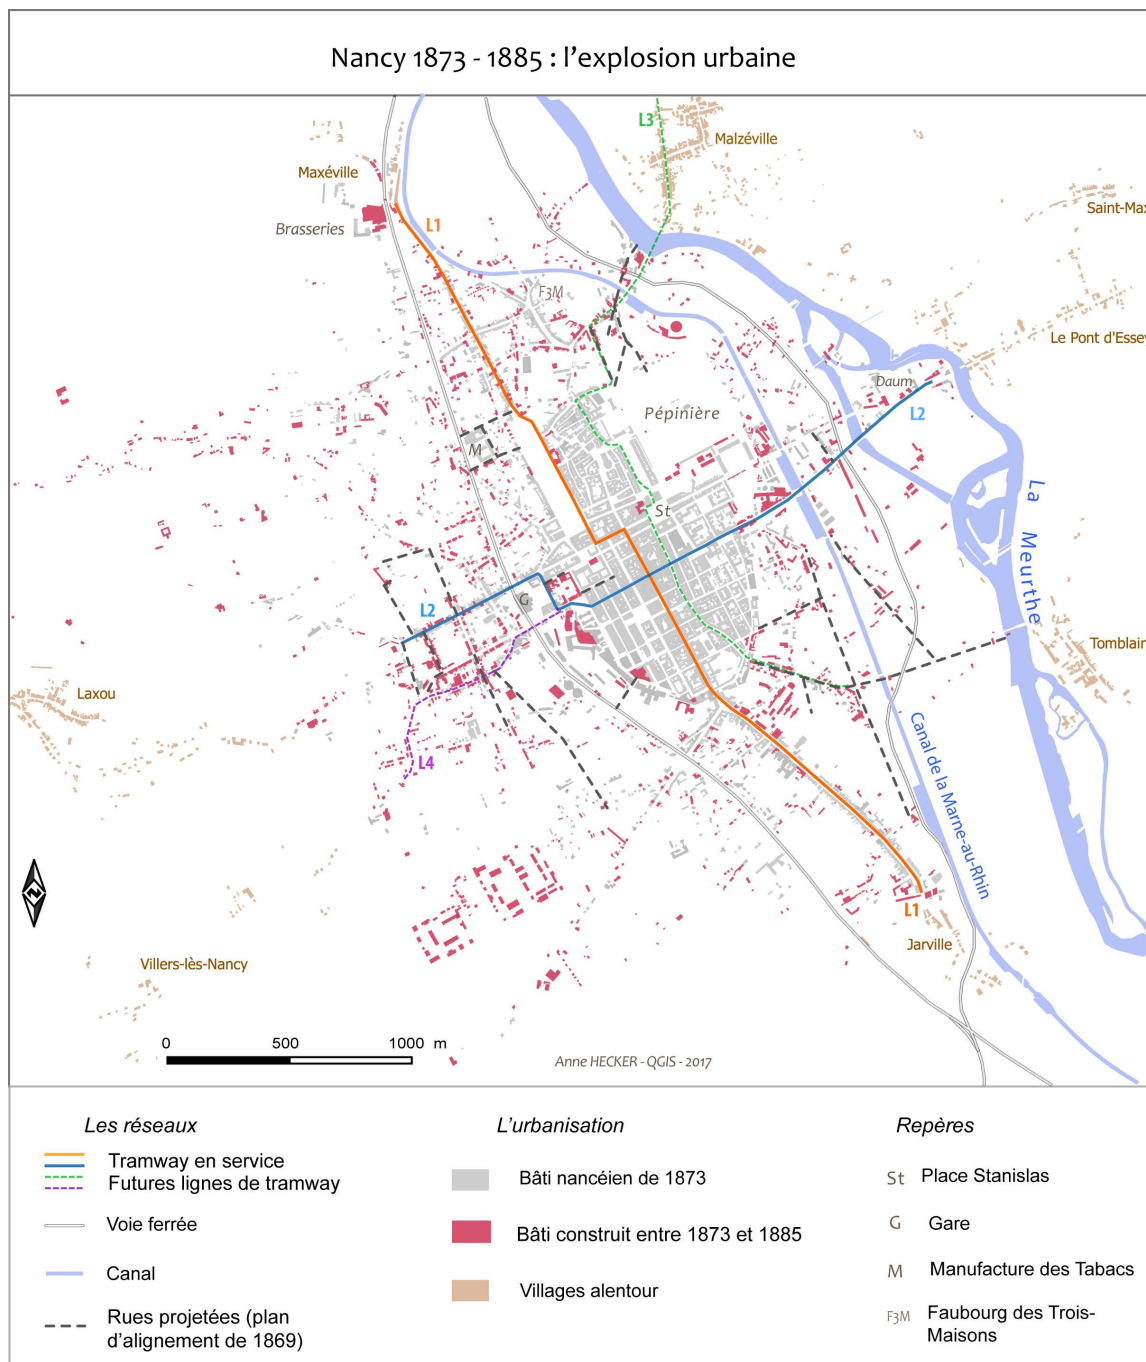 Nancy 1873 - 1885 : l'explosion urbaine
L3
Malzéville
Maxéville
Saint-Max
Brasseries
L1
F3M
Le Pont d'Essey
Daum
L2
Pépinière
M
St
La Meurthe
G
L2
Tomblain
Laxou
L4
Canal de la Marne-au-Rhin
N
L1
Jarville
Villers-lès-Nancy
0 500 1000 m
Anne HECKER - QGIS - 2017
Les réseaux
Tramway en service
Futures lignes de tramway
Voie ferrée
Canal
Rues projetées (plan
d'alignement de 1869)
L'urbanisation
Bâti nancéien de 1873
Bâti construit entre 1873 et 1885
Villages alentour
Repères
St Place Stanislas
G Gare
M Manufacture des Tabacs
F3M Faubourg des Trois-
Maisons